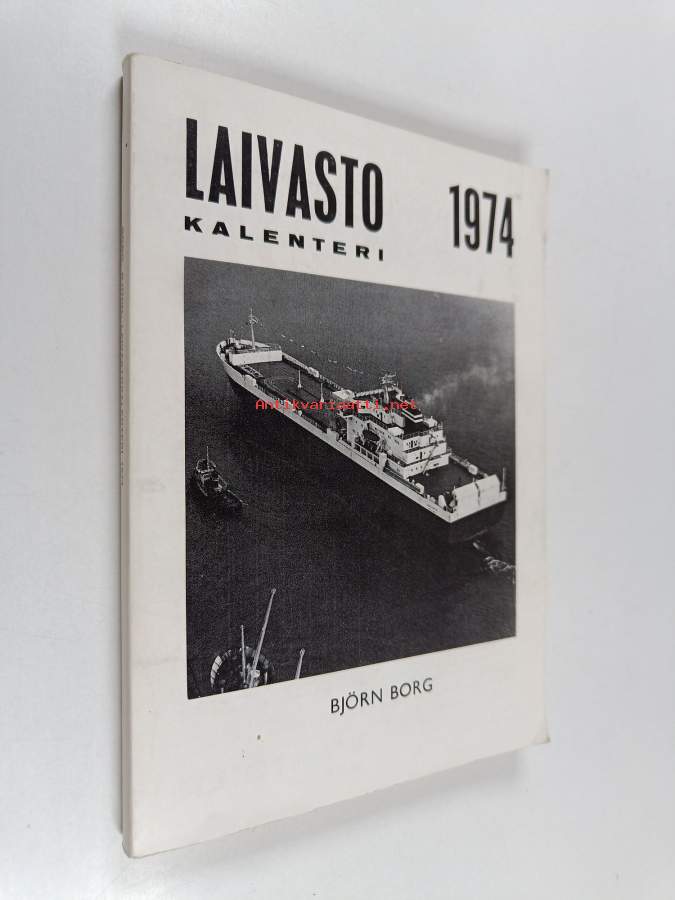 LAIVASTO 1974
KALENTERI
Antikvariaatti.net
BJÖRN BORG